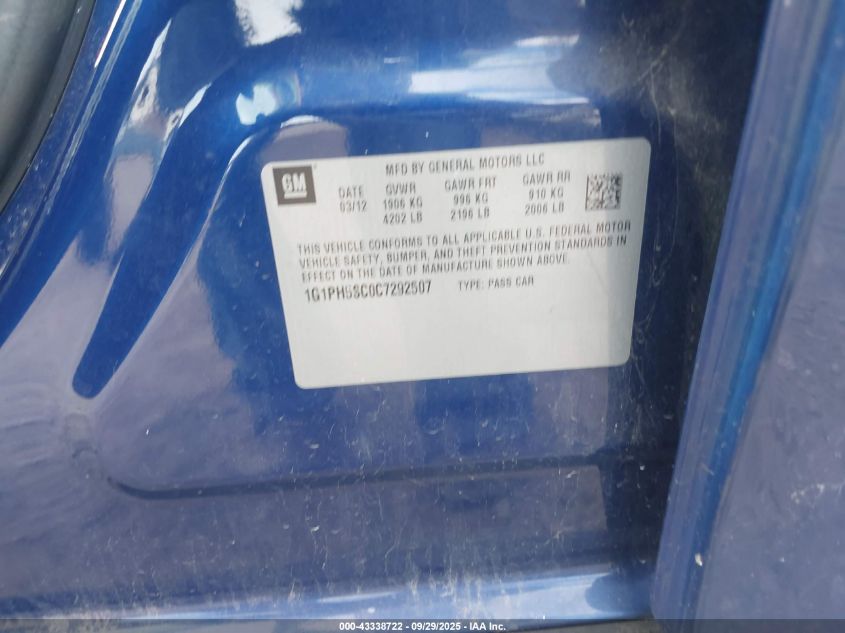 GM
MFD BY GENERAL MOTORS LLC
DATE GVWR GAWR FRT GAWR RR
03/12 1906 KG 996 KG 910 KG
4202 LB 2196 LB 2006 LB
THIS VEHICLE CONFORMS TO ALL APPLICABLE U.S. FEDERAL MOTOR
VEHICLE SAFETY, BUMPER, AND THEFT PREVENTION STANDARDS IN
EFFECT ON THE DATE OF MANUFACTURE SHOWN ABOVE.
1G1PH5SC0C7292507 TYPE: PASS CAR
000-43338722 - 09/29/2025 - IAA Inc.